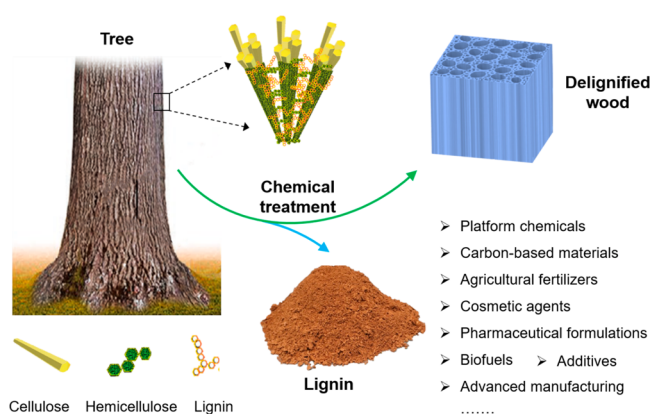 Tree
Delignified
wood
Chemical
treatment
Platform chemicals
Carbon-based materials
Agricultural fertilizers
Cosmetic agents
Pharmaceutical formulations
Biofuels Additives
Advanced manufacturing
.......
Lignin
Cellulose Hemicellulose Lignin